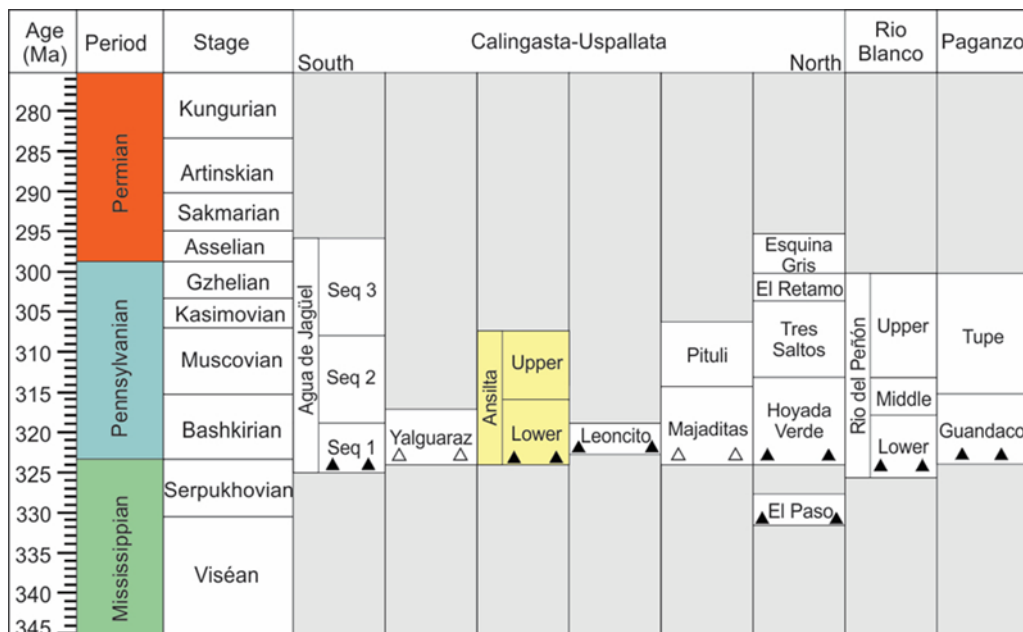 Age
(Ma)
Period
Stage
Calingasta-Uspallata
South
North
Rio
Blanco
Paganzo
280
285
290
295
300
305
310
315
320
325
330
335
340
345
Permian
Pennsylvanian
Mississippian
Kungurian
Artinskian
Sakmarian
Asselian
Gzhelian
Kasimovian
Muscovian
Bashkirian
Serpukhovian
Viséan
Agua de Jagüel
Seq 3
Seq 2
Seq 1
Yalguaraz
Ansilta
Upper
Lower
Leoncito
Pituli
Majaditas
Esquina
Gris
El Retamo
Tres
Saltos
Hoyada
Verde
El Paso
Rio del Peñón
Upper
Middle
Lower
Tupe
Guandacol